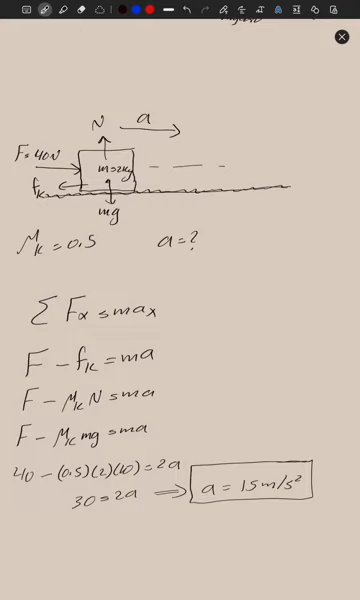 N a
F = 40N
m=2kg
fk
mg
μk = 0.5 a = ?
Σ Fx = max
F - fk = ma
F - μk N = ma
F - μk mg = ma
40 - (0.5)(2)(10) = 2a
30 = 2a ⟹ a = 15 m/s²